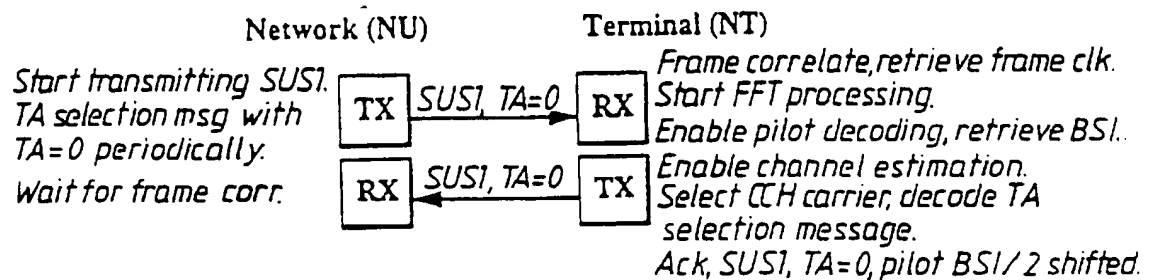 Network (NU)
Terminal (NT)
Start transmitting SUS1.
TA selection msg with
TA=0 periodically.
Wait for frame corr.
TX
SUS1, TA=0
RX
RX
SUS1, TA=0
TX
Frame correlate, retrieve frame clk.
Start FFT processing.
Enable pilot decoding, retrieve BSI.
Enable channel estimation.
Select CCH carrier, decode TA
selection message.
Ack, SUS1, TA=0, pilot BSI/2 shifted.